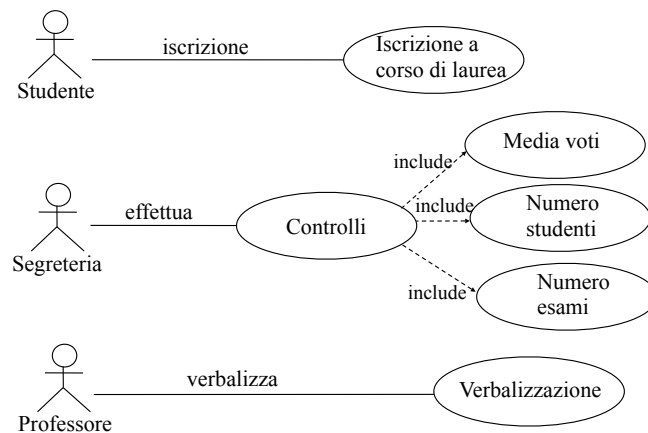 iscrizione
Iscrizione a
corso di laurea
Studente
Media voti
include
effettua
Controlli
include
Numero
studenti
Segreteria
include
Numero
esami
verbalizza
Verbalizzazione
Professore